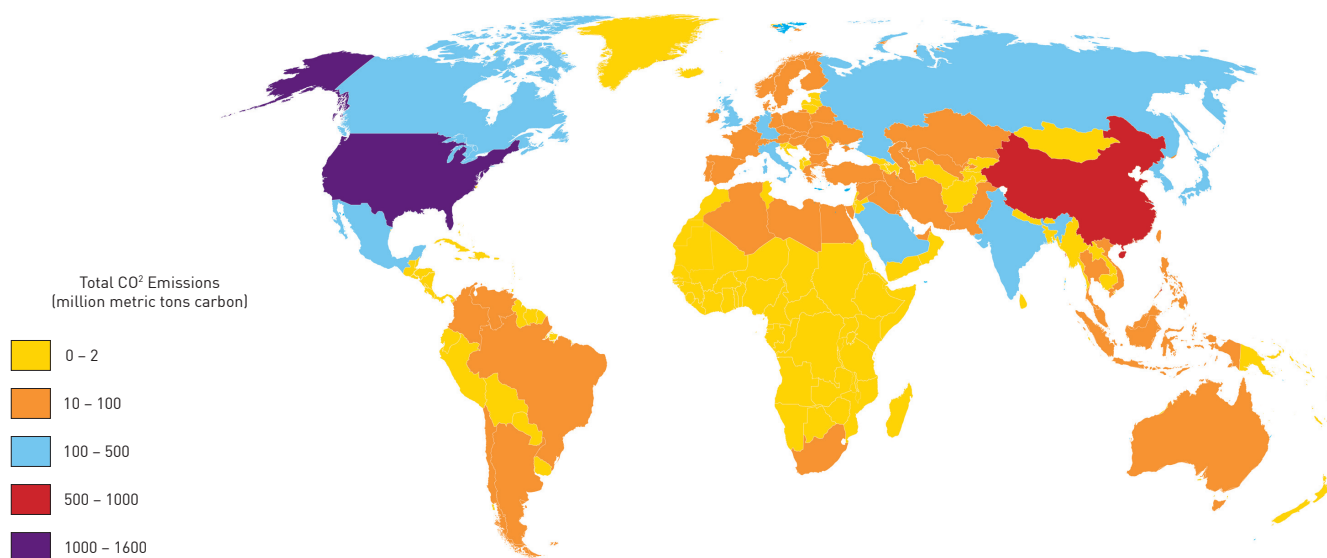 Total CO² Emissions
(million metric tons carbon)
0 – 2
10 – 100
100 – 500
500 – 1000
1000 – 1600